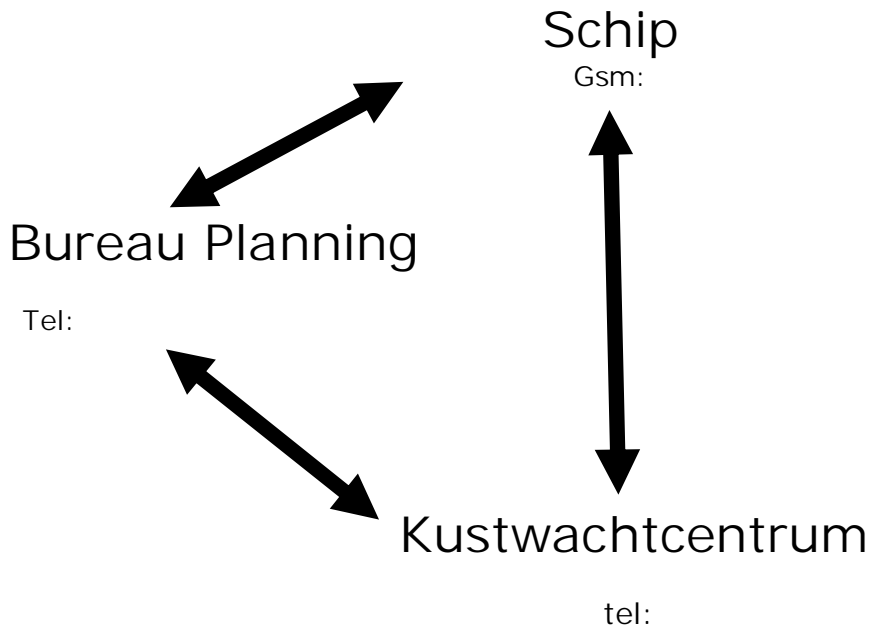 Schip
Gsm:
Bureau Planning
Tel:
Kustwachtcentrum
tel: